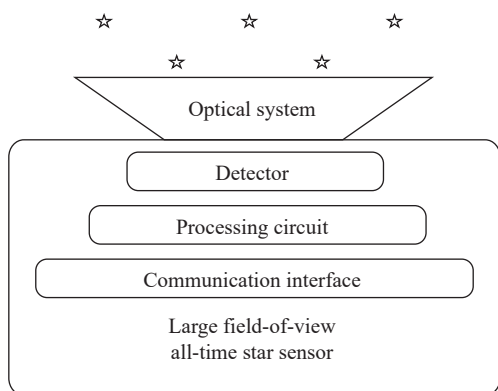 Optical system
Detector
Processing circuit
Communication interface
Large field-of-view
all-time star sensor